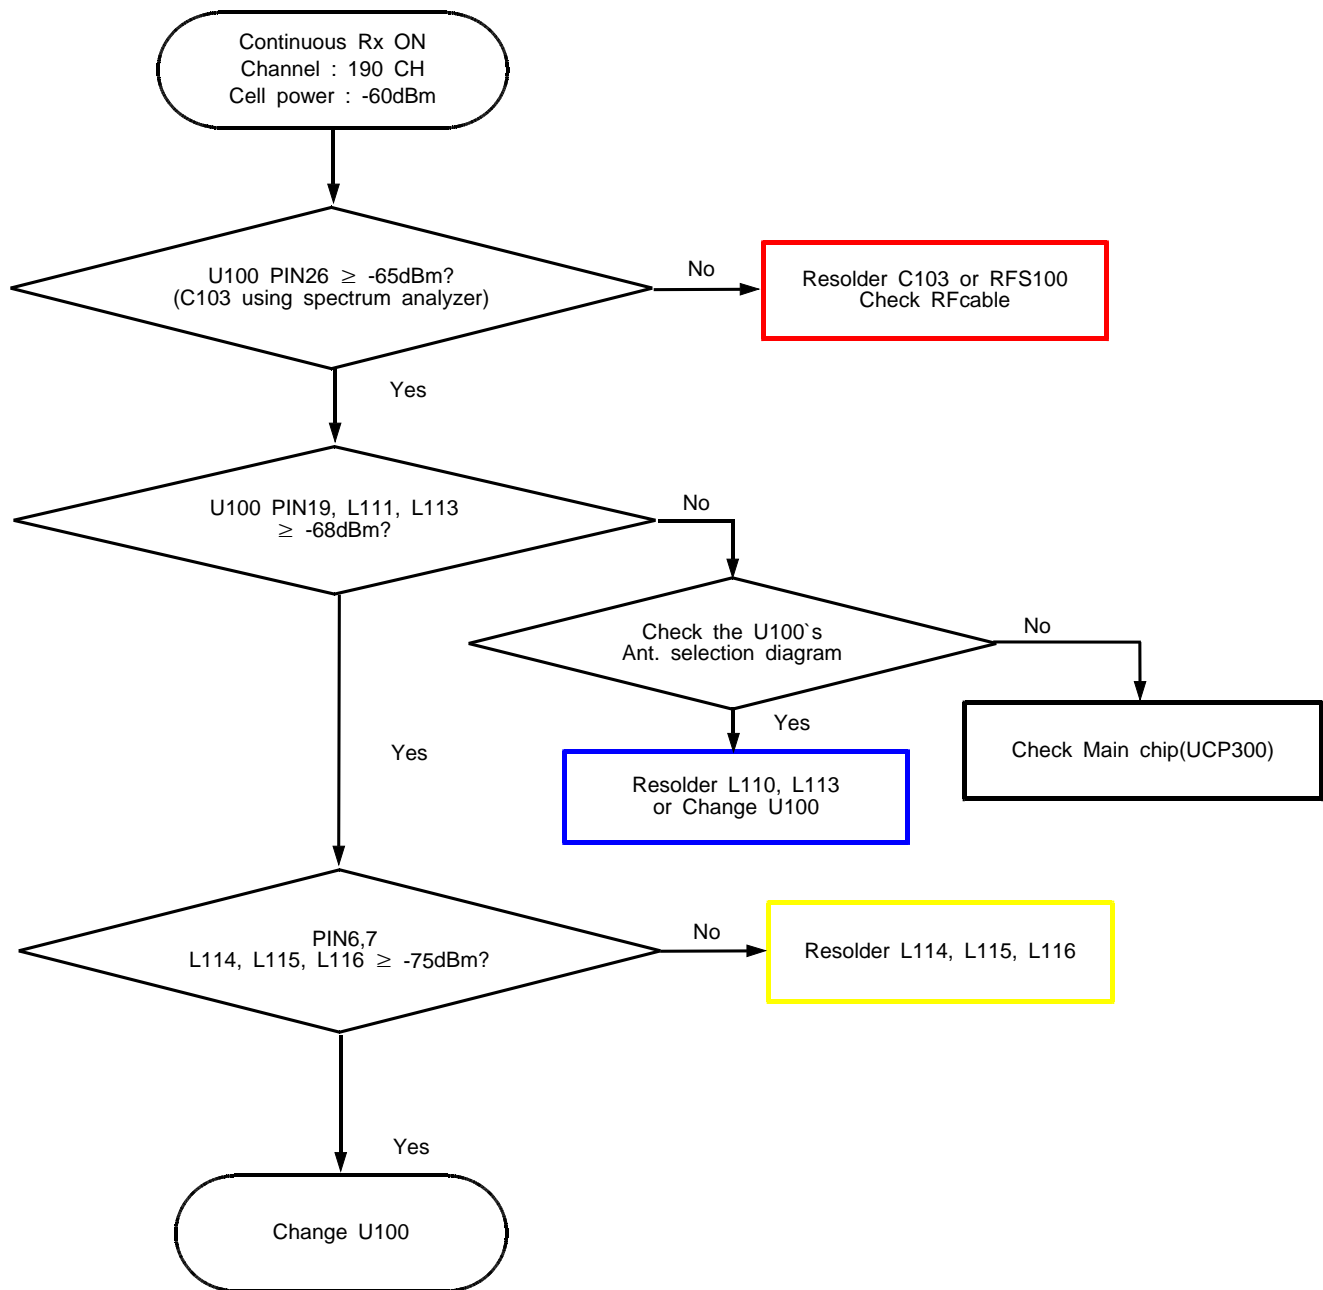 Continuous Rx ON
Channel : 190 CH
Cell power : -60dBm
U100 PIN26 ≥ -65dBm?
(C103 using spectrum analyzer)
No
Resolder C103 or RFS100
Check RFcable
Yes
U100 PIN19, L111, L113
≥ -68dBm?
No
Check the U100`s
Ant. selection diagram
No
Check Main chip(UCP300)
Yes
Resolder L110, L113
or Change U100
Yes
PIN6,7
L114, L115, L116 ≥ -75dBm?
No
Resolder L114, L115, L116
Yes
Change U100